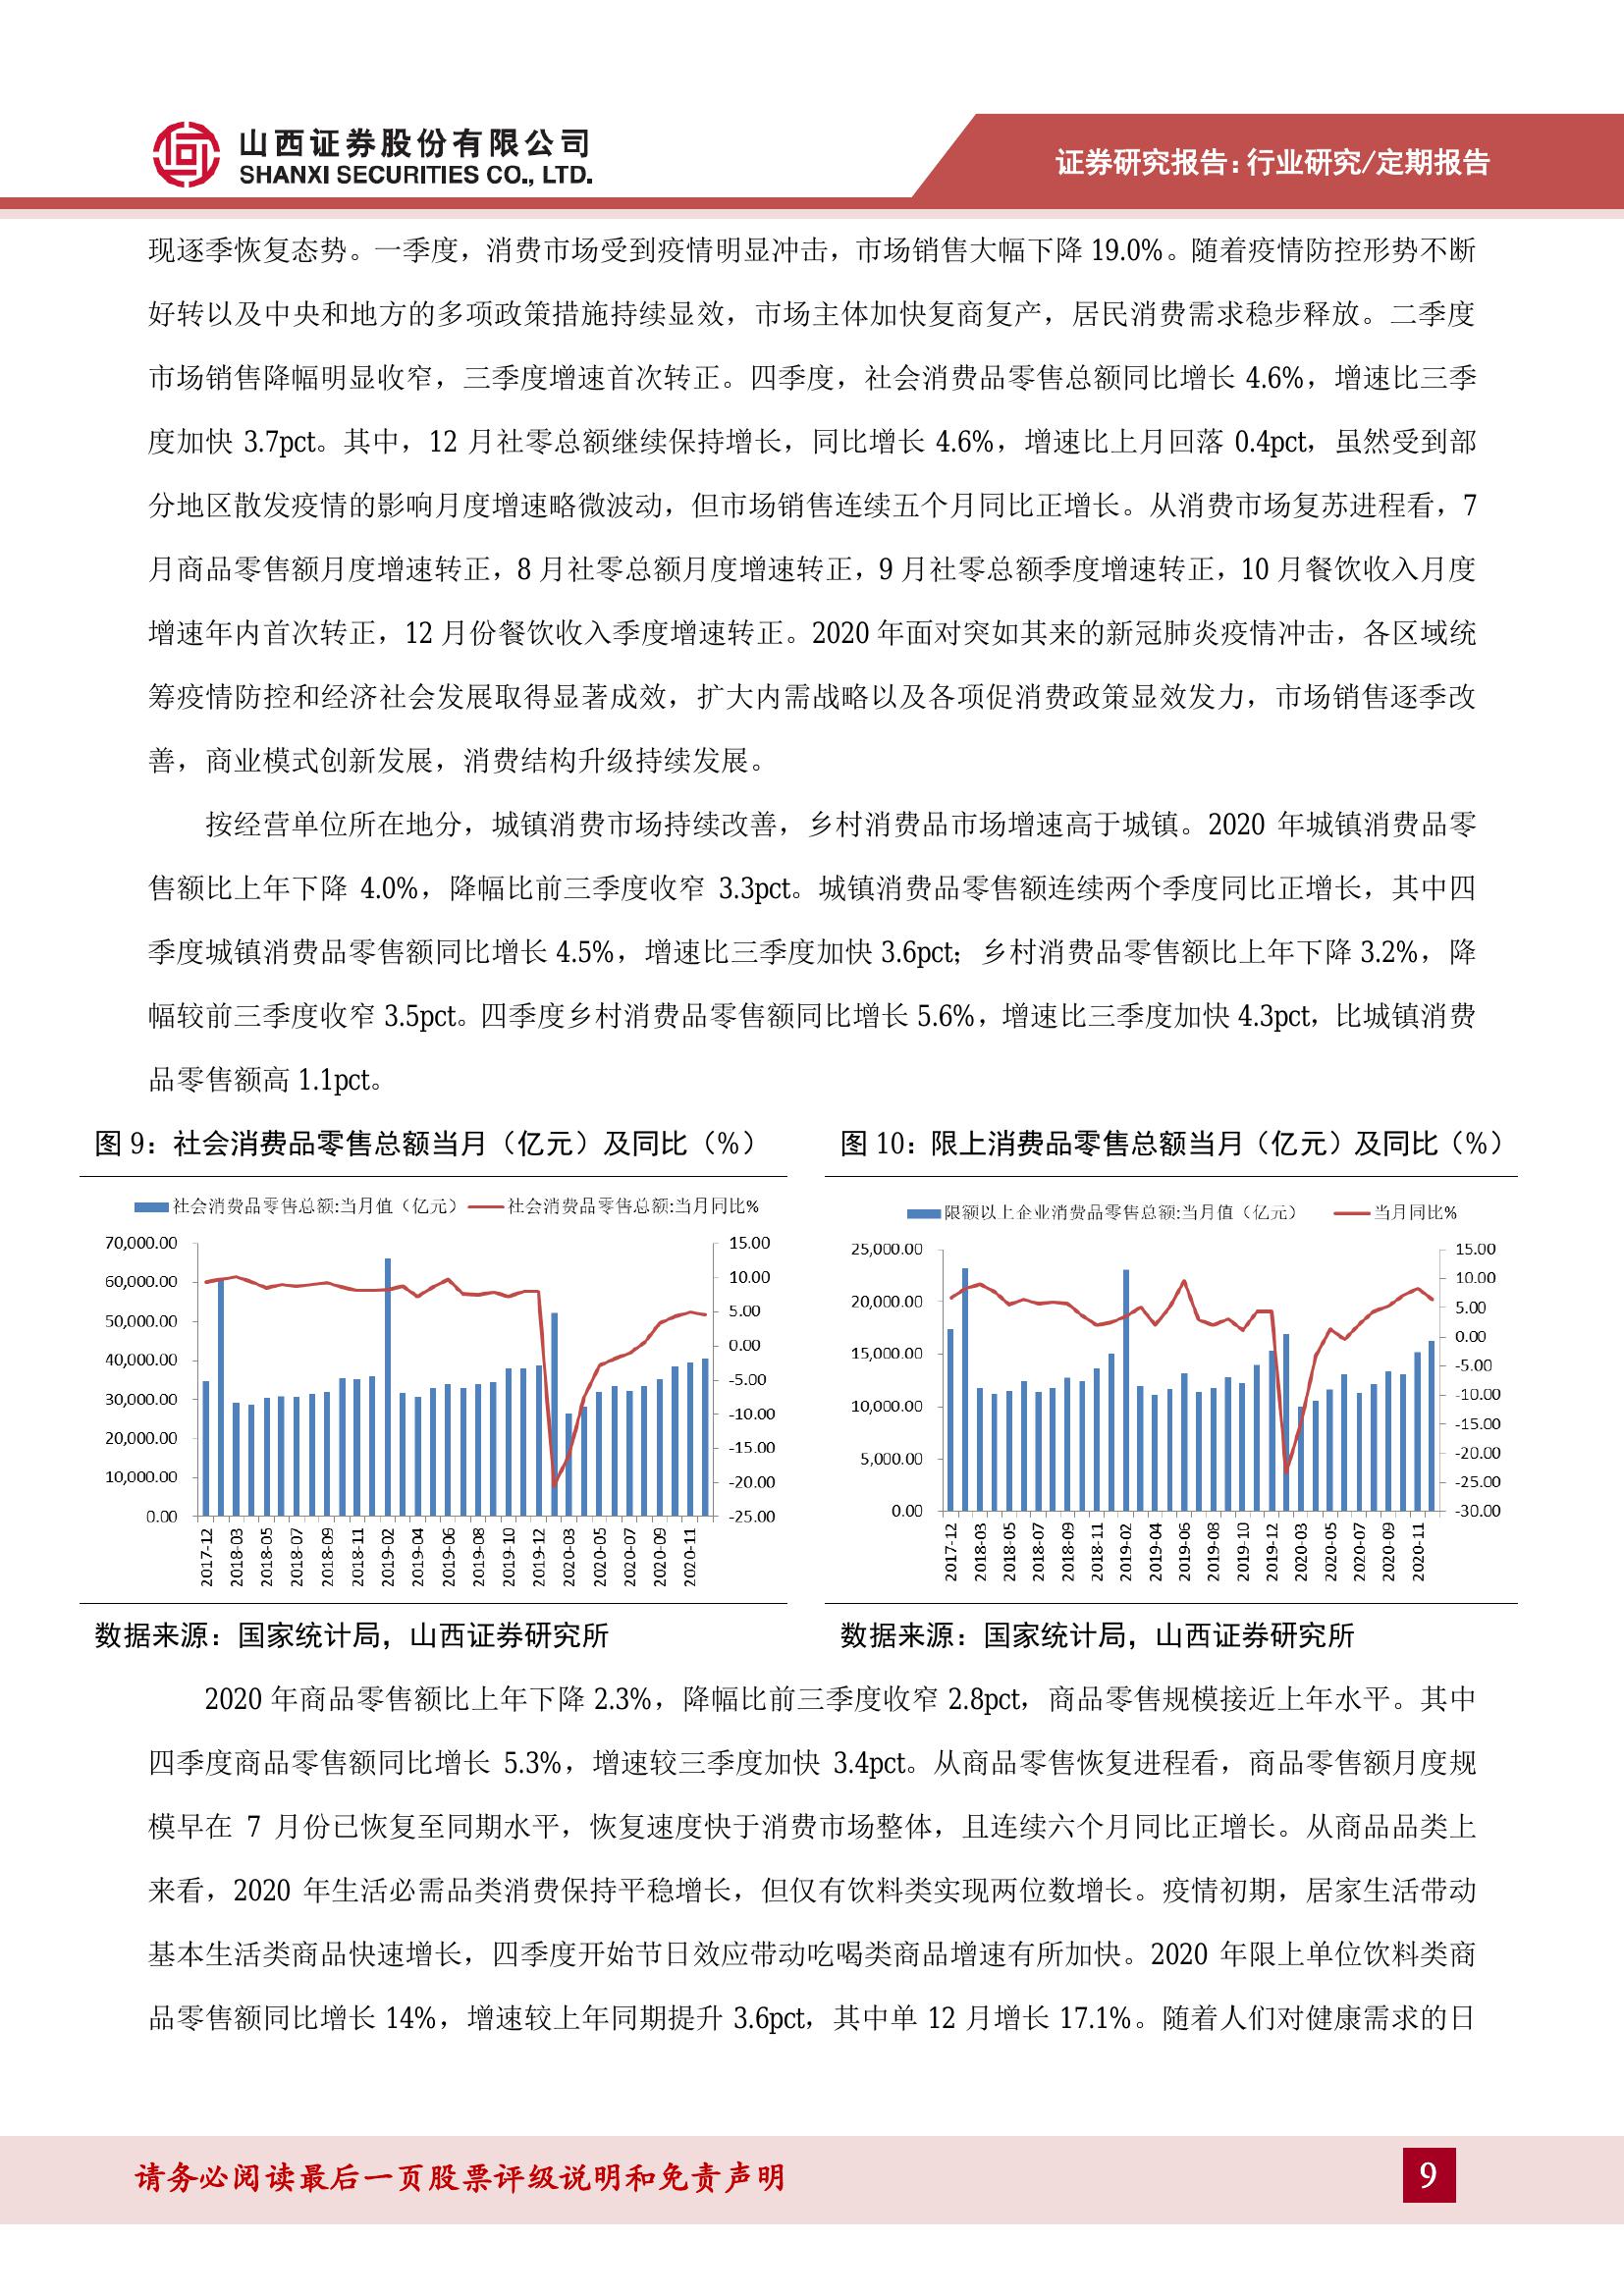 山西证券股份有限公司
SHANXI SECURITIES CO., LTD.
证券研究报告：行业研究/定期报告
现逐季恢复态势。一季度，消费市场受到疫情明显冲击，市场销售大幅下降 19.0%。随着疫情防控形势不断
好转以及中央和地方的多项政策措施持续显效，市场主体加快复商复产，居民消费需求稳步释放。二季度
市场销售降幅明显收窄，三季度增速首次转正。四季度，社会消费品零售总额同比增长 4.6%，增速比三季
度加快 3.7pct。其中，12 月社零总额继续保持增长，同比增长 4.6%，增速比上月回落 0.4pct，虽然受到部
分地区散发疫情的影响月度增速略微波动，但市场销售连续五个月同比正增长。从消费市场复苏进程看，7
月商品零售额月度增速转正，8 月社零总额月度增速转正，9 月社零总额季度增速转正，10 月餐饮收入月度
增速年内首次转正，12 月份餐饮收入季度增速转正。2020 年面对突如其来的新冠肺炎疫情冲击，各区域统
筹疫情防控和经济社会发展取得显著成效，扩大内需战略以及各项促消费政策显效发力，市场销售逐季改
善，商业模式创新发展，消费结构升级持续发展。
按经营单位所在地分，城镇消费市场持续改善，乡村消费品市场增速高于城镇。2020 年城镇消费品零
售额比上年下降 4.0%，降幅比前三季度收窄 3.3pct。城镇消费品零售额连续两个季度同比正增长，其中四
季度城镇消费品零售额同比增长 4.5%，增速比三季度加快 3.6pct；乡村消费品零售额比上年下降 3.2%，降
幅较前三季度收窄 3.5pct。四季度乡村消费品零售额同比增长 5.6%，增速比三季度加快 4.3pct，比城镇消费
品零售额高 1.1pct。
图 9：社会消费品零售总额当月（亿元）及同比（%）
社会消费品零售总额:当月值（亿元）
社会消费品零售总额:当月同比%
70,000.00
60,000.00
50,000.00
40,000.00
30,000.00
20,000.00
10,000.00
0.00
15.00
10.00
5.00
0.00
-5.00
-10.00
-15.00
-20.00
-25.00
2017-12
2018-03
2018-05
2018-07
2018-09
2018-11
2019-02
2019-04
2019-06
2019-08
2019-10
2019-12
2020-03
2020-05
2020-07
2020-09
2020-11
数据来源：国家统计局，山西证券研究所
图 10：限上消费品零售总额当月（亿元）及同比（%）
限额以上企业消费品零售总额:当月值（亿元）
当月同比%
25,000.00
20,000.00
15,000.00
10,000.00
5,000.00
0.00
15.00
10.00
5.00
0.00
-5.00
-10.00
-15.00
-20.00
-25.00
-30.00
2017-12
2018-03
2018-05
2018-07
2018-09
2018-11
2019-02
2019-04
2019-06
2019-08
2019-10
2019-12
2020-03
2020-05
2020-07
2020-09
2020-11
数据来源：国家统计局，山西证券研究所
2020 年商品零售额比上年下降 2.3%，降幅比前三季度收窄 2.8pct，商品零售规模接近上年水平。其中
四季度商品零售额同比增长 5.3%，增速较三季度加快 3.4pct。从商品零售恢复进程看，商品零售额月度规
模早在 7 月份已恢复至同期水平，恢复速度快于消费市场整体，且连续六个月同比正增长。从商品品类上
来看，2020 年生活必需品类消费保持平稳增长，但仅有饮料类实现两位数增长。疫情初期，居家生活带动
基本生活类商品快速增长，四季度开始节日效应带动吃喝类商品增速有所加快。2020 年限上单位饮料类商
品零售额同比增长 14%，增速较上年同期提升 3.6pct，其中单 12 月增长 17.1%。随着人们对健康需求的日
请务必阅读最后一页股票评级说明和免责声明
9